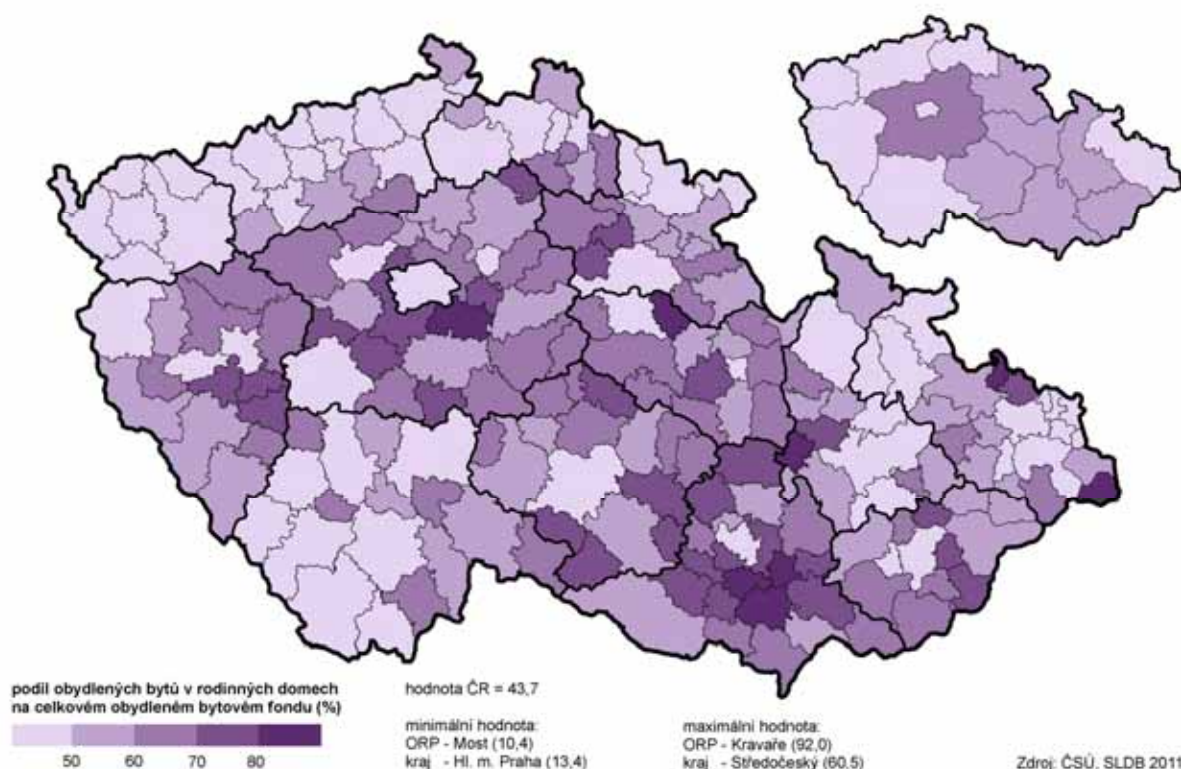 podíl obydlených bytů v rodinných domech
na celkovém obydleném bytovém fondu (%)
50 60 70 80
hodnota ČR = 43,7
minimální hodnota:
ORP - Most (10,4)
kraj - Hl. m. Praha (13,4)
maximální hodnota:
ORP - Kravaře (92,0)
kraj - Středočeský (60,5)
Zdroj: ČSÚ, SLDB 2011